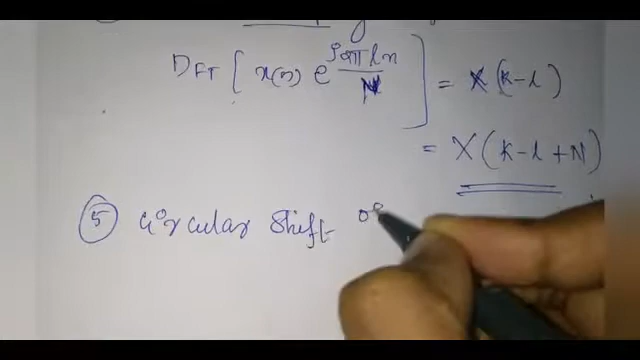 DFT [ x(n) e^(j2πln/N) ] = X(k-l)
= X(k-l+N)
5 Circular Shift of